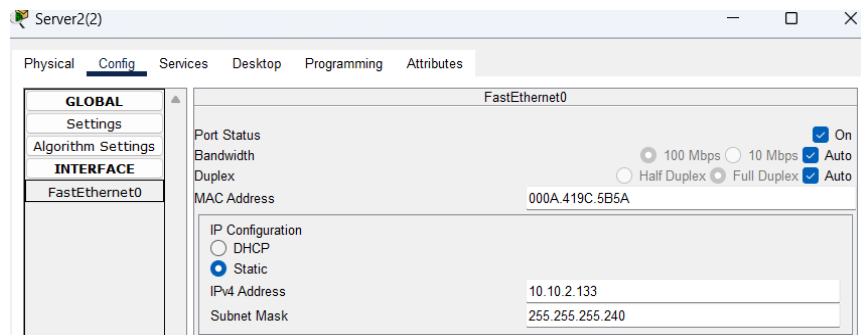 Server2(2)
Physical Config Services Desktop Programming Attributes
GLOBAL
Settings
Algorithm Settings
INTERFACE
FastEthernet0
FastEthernet0
Port Status On
Bandwidth 100 Mbps 10 Mbps Auto
Duplex Half Duplex Full Duplex Auto
MAC Address 000A.419C.5B5A
IP Configuration
DHCP
Static
IPv4 Address 10.10.2.133
Subnet Mask 255.255.255.240